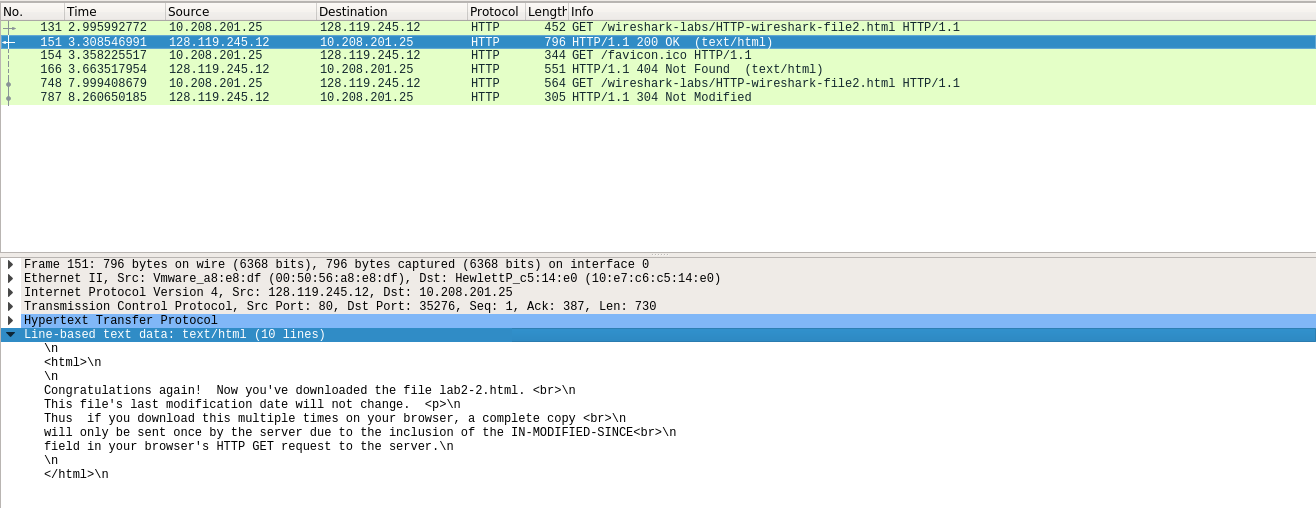 No. Time Source Destination Protocol Length Info
131 2.995992772 10.208.201.25 128.119.245.12 HTTP 452 GET /wireshark-labs/HTTP-wireshark-file2.html HTTP/1.1
151 3.308546991 128.119.245.12 10.208.201.25 HTTP 796 HTTP/1.1 200 OK  (text/html)
154 3.358225517 10.208.201.25 128.119.245.12 HTTP 344 GET /favicon.ico HTTP/1.1
166 3.663517954 128.119.245.12 10.208.201.25 HTTP 551 HTTP/1.1 404 Not Found  (text/html)
748 7.999408679 10.208.201.25 128.119.245.12 HTTP 564 GET /wireshark-labs/HTTP-wireshark-file2.html HTTP/1.1
787 8.260650185 128.119.245.12 10.208.201.25 HTTP 305 HTTP/1.1 304 Not Modified
Frame 151: 796 bytes on wire (6368 bits), 796 bytes captured (6368 bits) on interface 0
Ethernet II, Src: Vmware_a8:e8:df (00:50:56:a8:e8:df), Dst: HewlettP_c5:14:e0 (10:e7:c6:c5:14:e0)
Internet Protocol Version 4, Src: 128.119.245.12, Dst: 10.208.201.25
Transmission Control Protocol, Src Port: 80, Dst Port: 35276, Seq: 1, Ack: 387, Len: 730
Hypertext Transfer Protocol
Line-based text data: text/html (10 lines)
\n
<html>\n
\n
Congratulations again!  Now you've downloaded the file lab2-2.html. <br>\n
This file's last modification date will not change.  <p>\n
Thus  if you download this multiple times on your browser, a complete copy <br>\n
will only be sent once by the server due to the inclusion of the IN-MODIFIED-SINCE<br>\n
field in your browser's HTTP GET request to the server.\n
\n
</html>\n